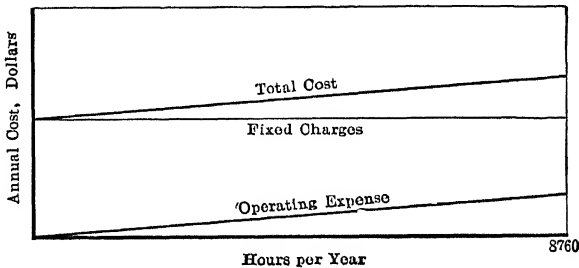 Annual Cost, Dollars
Total Cost
Fixed Charges
Operating Expense
8760
Hours per Year